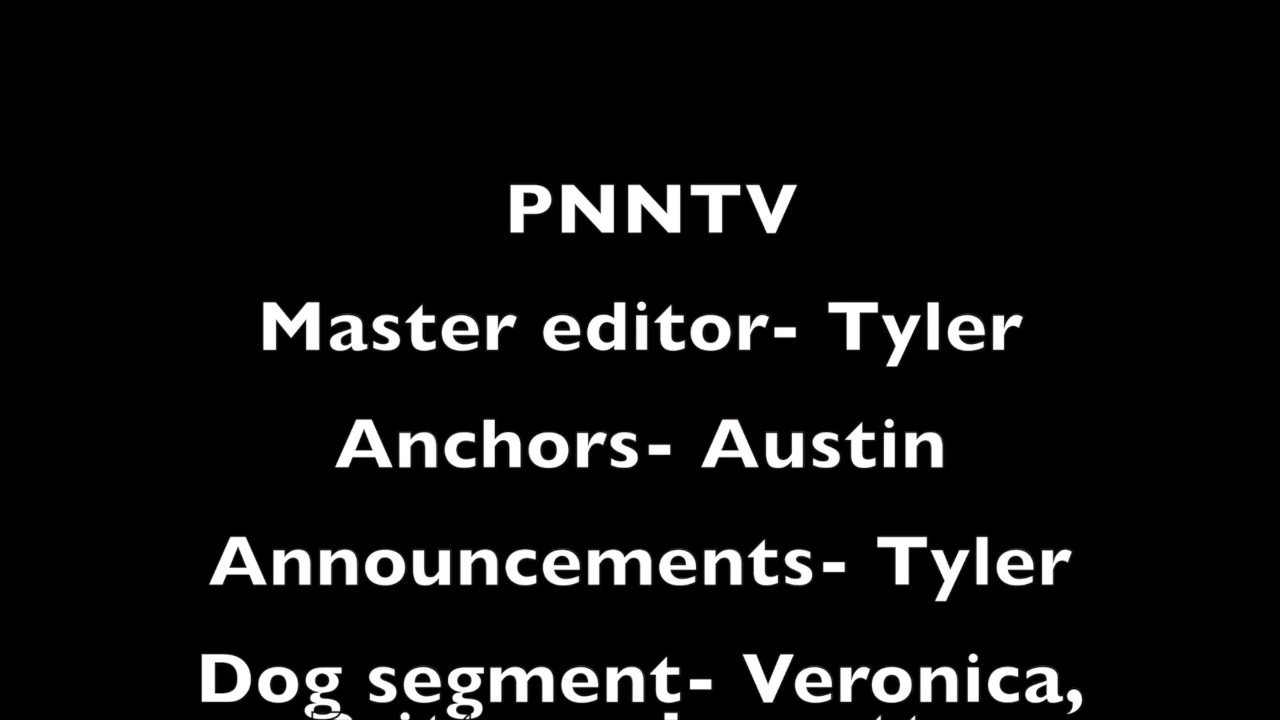 PNNTV
Master editor- Tyler
Anchors- Austin
Announcements- Tyler
Dog segment- Veronica,